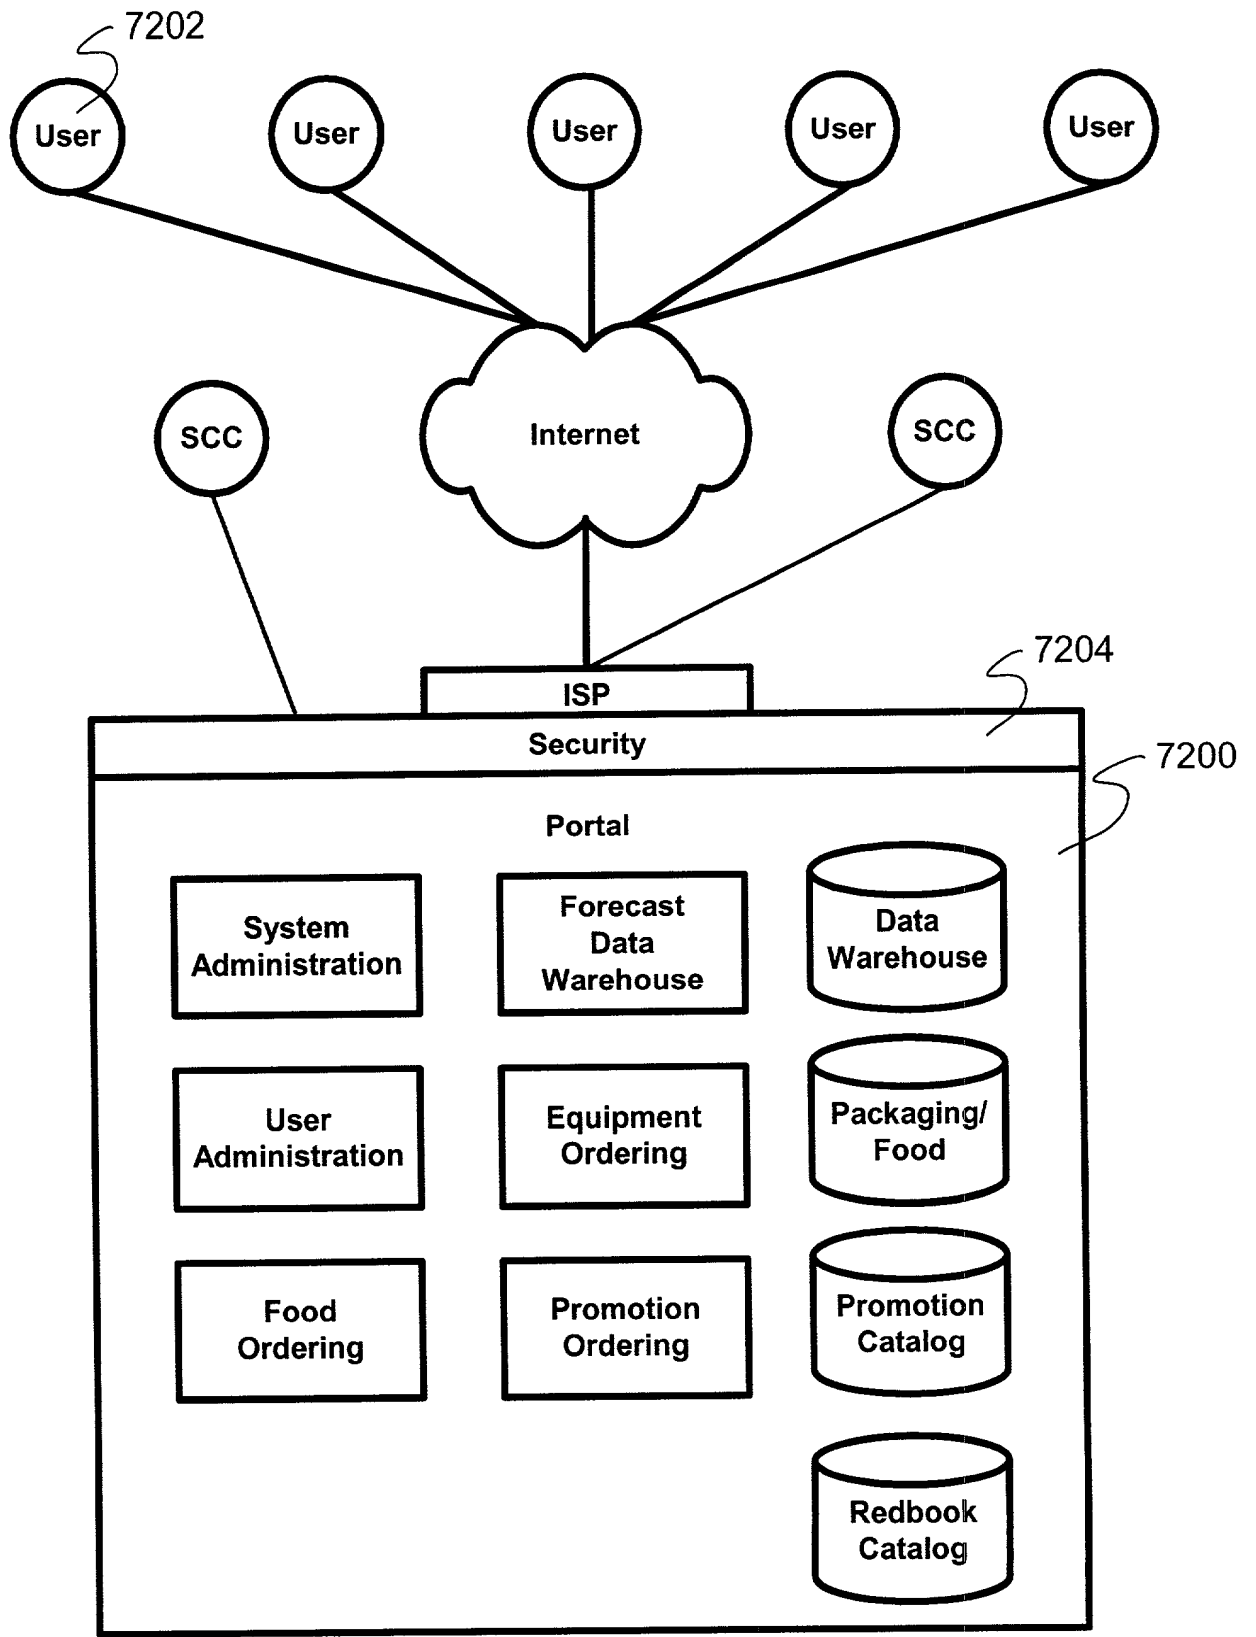 7202
User
User
User
User
User
SCC
Internet
SCC
7204
ISP
Security
7200
Portal
System
Administration
Forecast
Data
Warehouse
Data
Warehouse
User
Administration
Equipment
Ordering
Packaging/
Food
Food
Ordering
Promotion
Ordering
Promotion
Catalog
Redbook
Catalog